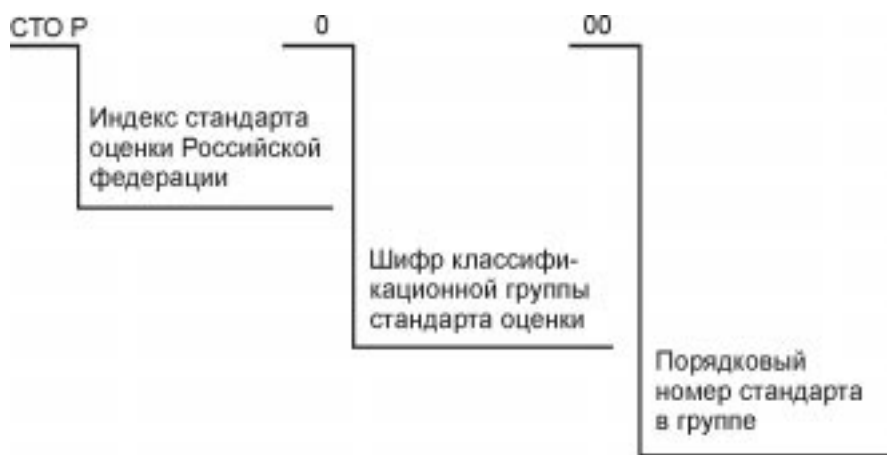 СТО Р 0 00
Индекс стандарта
оценки Российской
федерации
Шифр классифи-
кационной группы
стандарта оценки
Порядковый
номер стандарта
в группе